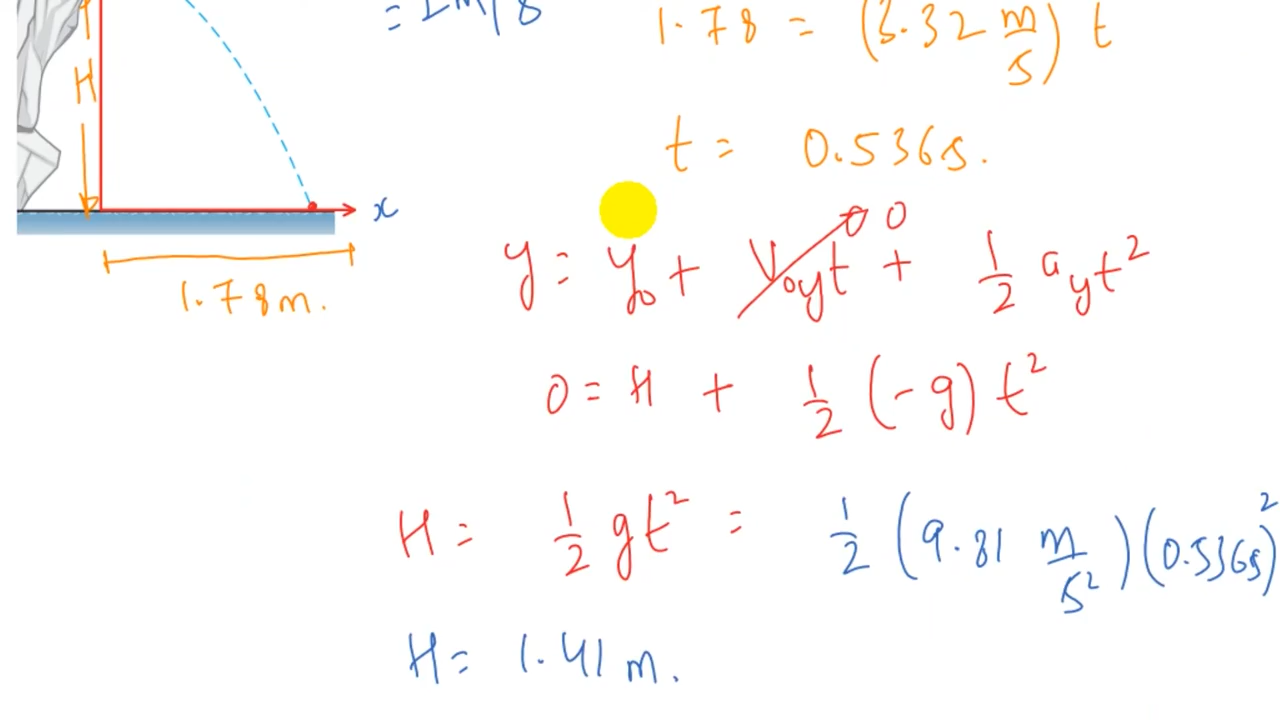 1.78 = (3.32 m/s) t
H
t = 0.536s.
x
1.78m.
y = y₀ + V₀yt + 1/2 ayt²
0
0 = H + 1/2 (-g) t²
H = 1/2 gt² = 1/2 (9.81 m/s²)(0.536s)²
H = 1.41 m.